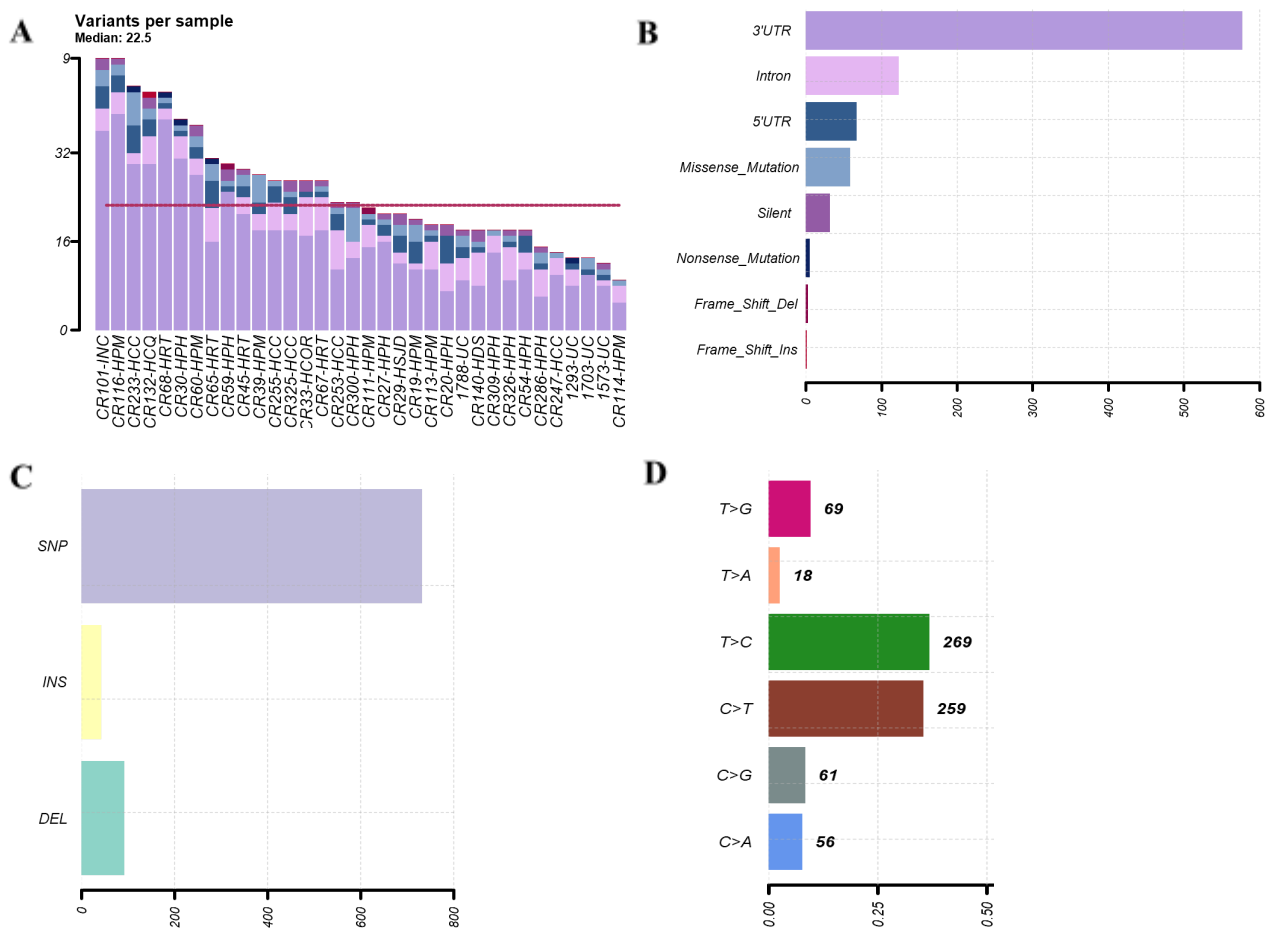 A
Variants per sample
Median: 22.5
9
32
16
0
CR101-INC
CR116-HPM
CR233-HCC
CR132-HCQ
CR68-HRT
CR30-HPH
CR60-HPM
CR65-HRT
CR59-HPH
CR45-HRT
CR39-HPM
CR255-HCC
CR325-HCC
CR33-HCOR
CR67-HRT
CR253-HCC
CR300-HPH
CR111-HPM
CR27-HPH
CR29-HSJD
CR19-HPM
CR113-HPM
CR20-HPH
1788-UC
CR140-HDS
CR309-HPH
CR326-HPH
CR54-HPH
CR286-HPH
CR247-HCC
1293-UC
1703-UC
1573-UC
CR114-HPM
B
3'UTR
Intron
5'UTR
Missense_Mutation
Silent
Nonsense_Mutation
Frame_Shift_Del
Frame_Shift_Ins
0
100
200
300
400
500
600
C
SNP
INS
DEL
0
200
400
600
800
D
T>G 69
T>A 18
T>C 269
C>T 259
C>G 61
C>A 56
0.00
0.25
0.50